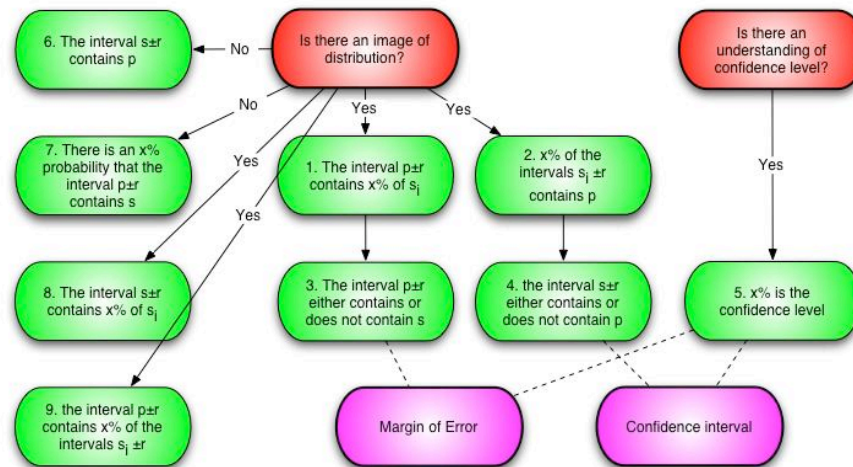 6. The interval s±r
contains p
No
Is there an image of
distribution?
Is there an
understanding of
confidence level?
No
Yes
Yes
7. There is an x%
probability that the
interval p±r
contains s
Yes
1. The interval p±r
contains x% of si
2. x% of the
intervals si ±r
contains p
Yes
Yes
8. The interval s±r
contains x% of si
3. The interval p±r
either contains or
does not contain s
4. the interval s±r
either contains or
does not contain p
5. x% is the
confidence level
9. the interval p±r
contains x% of the
intervals si ±r
Margin of Error
Confidence interval